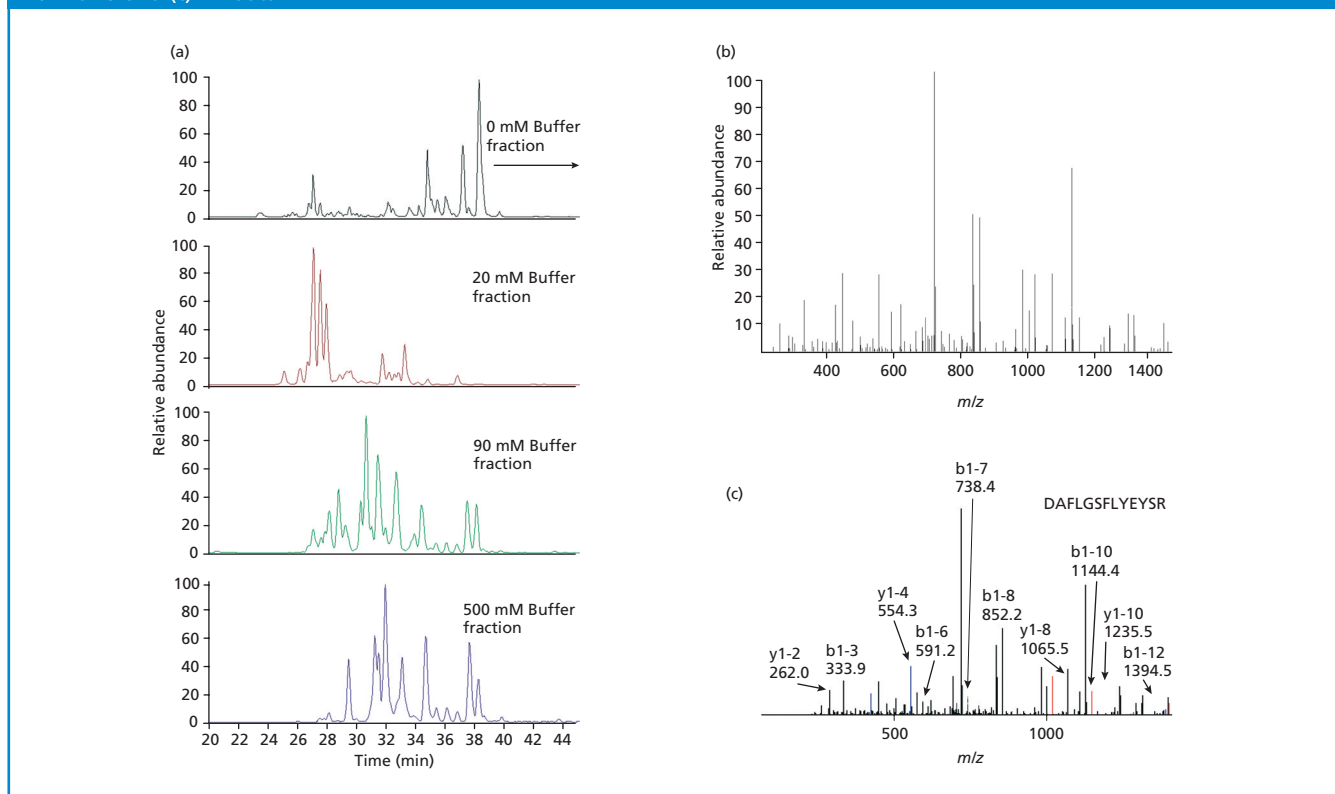 (a)
100
80
60
40
20
0
0 mM Buffer
fraction
100
80
60
40
20
0
20 mM Buffer
fraction
100
80
60
40
20
0
90 mM Buffer
fraction
100
80
60
40
20
0
500 mM Buffer
fraction
Relative abundance
20 22 24 26 28 30 32 34 36 38 40 42 44
Time (min)
(b)
100
90
80
70
60
50
40
30
20
10
Relative abundance
400 600 800 1000 1200 1400
m/z
(c)
DAFLGSFLYEYSR
b1-7
738.4
b1-10
1144.4
y1-4
554.3
b1-8
852.2
b1-6
591.2
y1-8
1065.5
y1-10
1235.5
y1-2
262.0
b1-3
333.9
b1-12
1394.5
500 1000
m/z